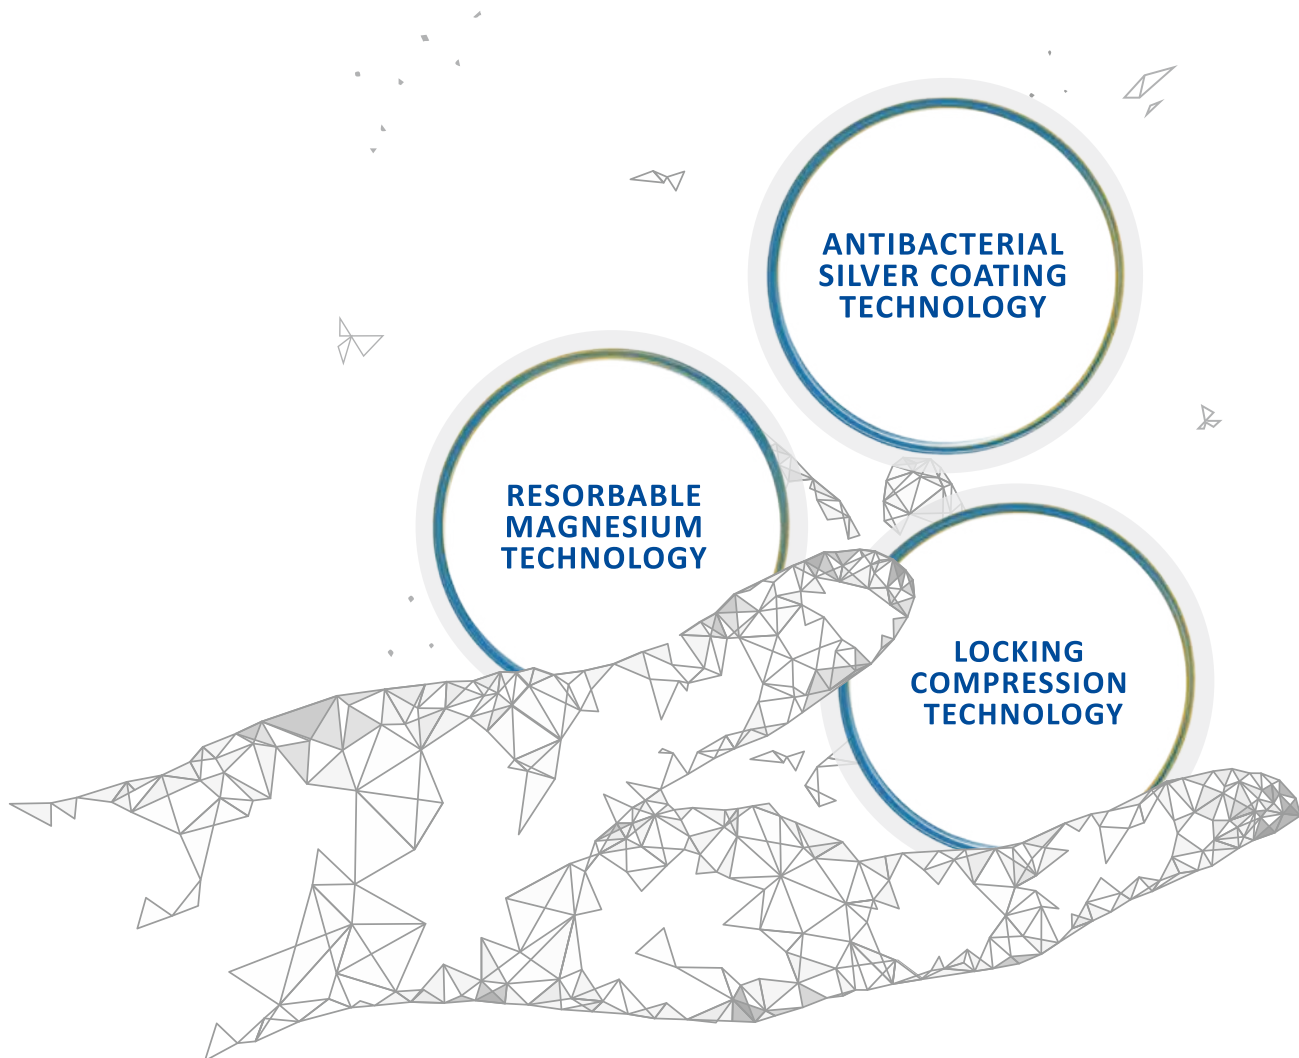 ANTIBACTERIAL
SILVER COATING
TECHNOLOGY
RESORBABLE
MAGNESIUM
TECHNOLOGY
LOCKING
COMPRESSION
TECHNOLOGY